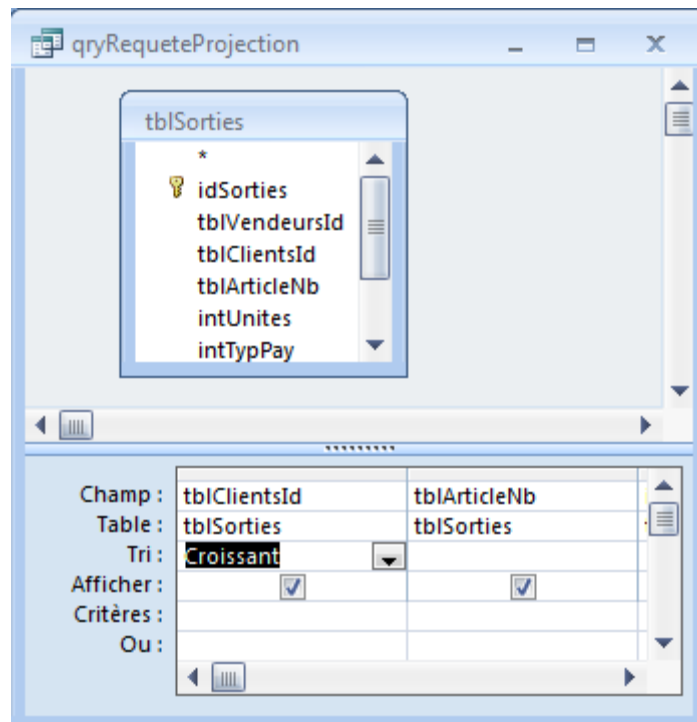 qryRequeteProjection
tblSorties
*
idSorties
tblVendeursId
tblClientsId
tblArticleNb
intUnites
intTypPay
Champ : tblClientsId tblArticleNb
Table : tblSorties tblSorties
Tri : Croissant
Afficher :
Critères :
Ou :